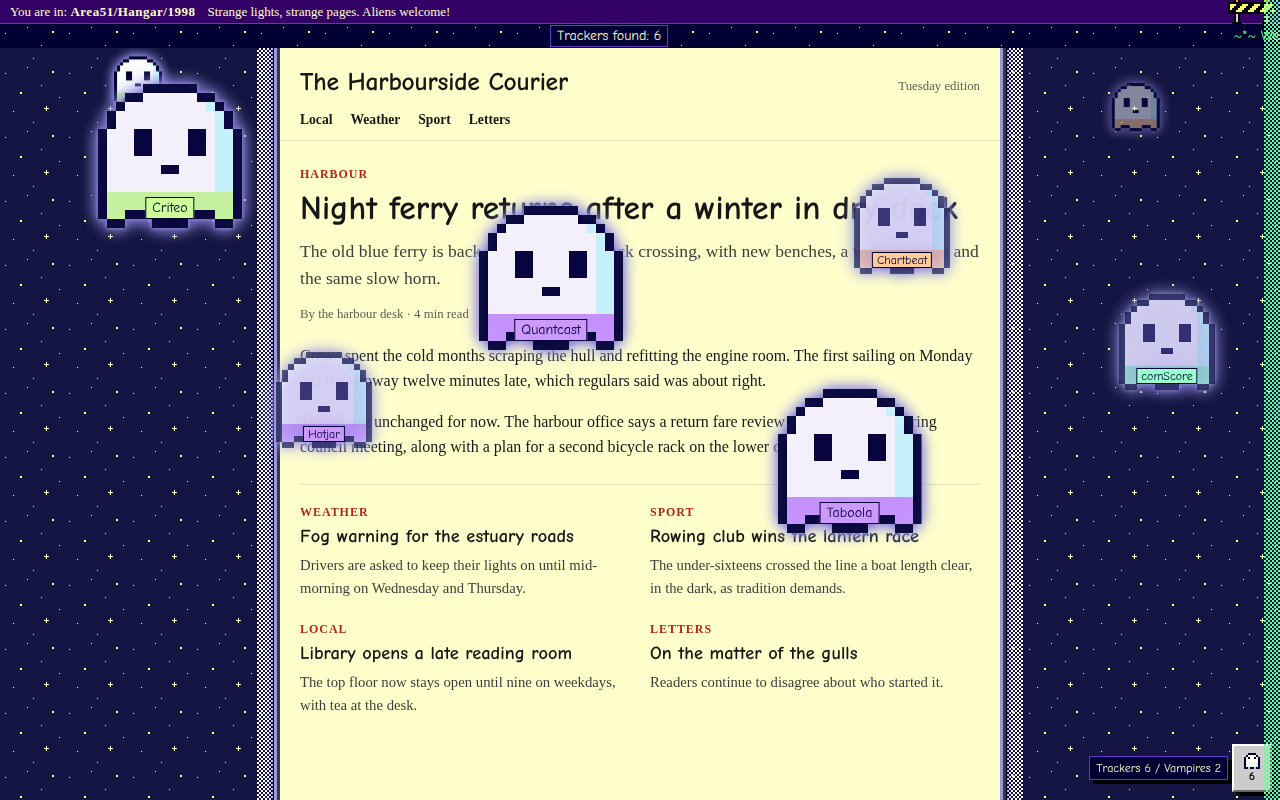 You are in: Area51/Hangar/1998 Strange lights, strange pages. Aliens welcome!
Trackers found: 6
~*~
The Harbourside Courier
Tuesday edition
Local Weather Sport Letters
HARBOUR
Night ferry returns after a winter in dry dock
The old blue ferry is back ck crossing, with new benches, a and
the same slow horn.
By the harbour desk · 4 min read
Crews spent the cold months scraping the hull and refitting the engine room. The first sailing on Monday
way twelve minutes late, which regulars said was about right.
unchanged for now. The harbour office says a return fare review
council meeting, along with a plan for a second bicycle rack on the lower
WEATHER
Fog warning for the estuary roads
Drivers are asked to keep their lights on until mid-
morning on Wednesday and Thursday.
SPORT
Rowing club wins the lantern race
The under-sixteens crossed the line a boat length clear,
in the dark, as tradition demands.
LOCAL
Library opens a late reading room
The top floor now stays open until nine on weekdays,
with tea at the desk.
LETTERS
On the matter of the gulls
Readers continue to disagree about who started it.
Criteo
Quantcast
Chartbeat
Hotjar
comScore
Taboola
Trackers 6 / Vampires 2
6